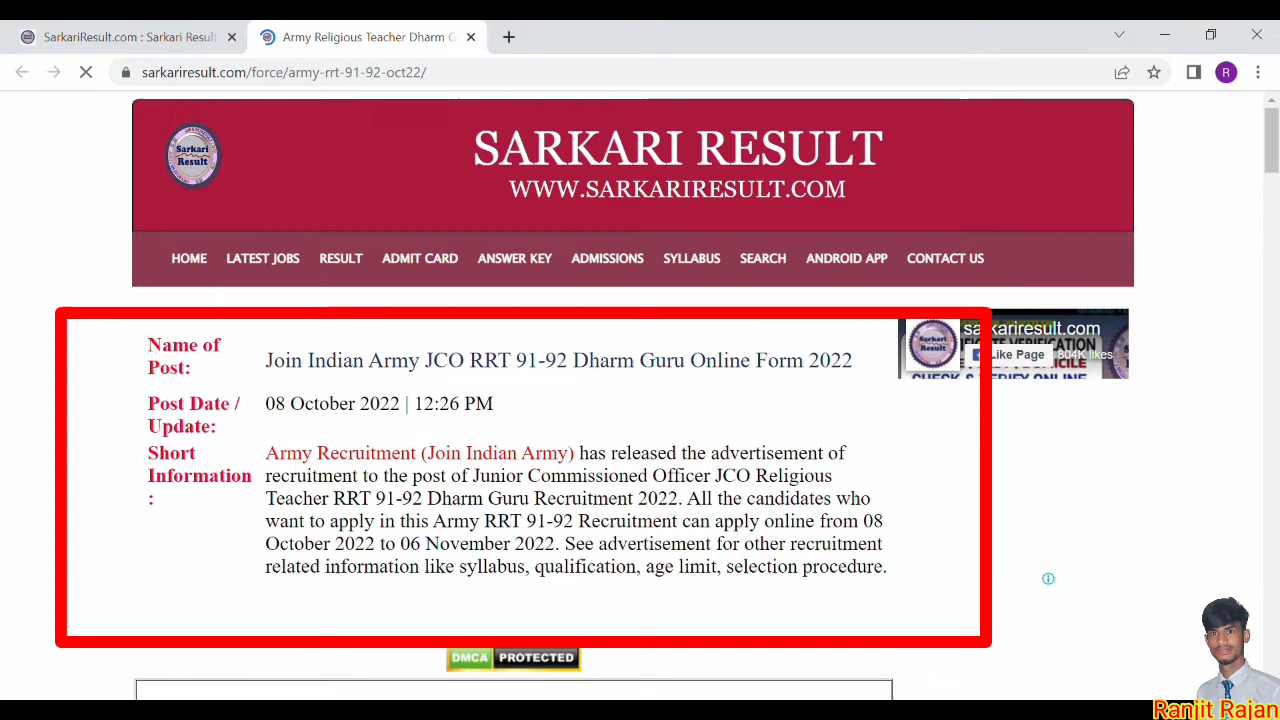 SarkariResult.com : Sarkari Result
Army Religious Teacher Dharm G
sarkariresult.com/force/army-rrt-91-92-oct22/
R
Sarkari
Result
SARKARI RESULT
WWW.SARKARIRESULT.COM
HOME LATEST JOBS RESULT ADMIT CARD ANSWER KEY ADMISSIONS SYLLABUS SEARCH ANDROID APP CONTACT US
Name of
Post:
Join Indian Army JCO RRT 91-92 Dharm Guru Online Form 2022
Post Date /
Update:
08 October 2022 | 12:26 PM
Short
Information
:
Army Recruitment (Join Indian Army) has released the advertisement of
recruitment to the post of Junior Commissioned Officer JCO Religious
Teacher RRT 91-92 Dharm Guru Recruitment 2022. All the candidates who
want to apply in this Army RRT 91-92 Recruitment can apply online from 08
October 2022 to 06 November 2022. See advertisement for other recruitment
related information like syllabus, qualification, age limit, selection procedure.
sarkariresult.com
Sarkari
Result
Like Page 804K likes
CHECK & VERIFY ONLINE
DMCA PROTECTED
Ranjit Rajan